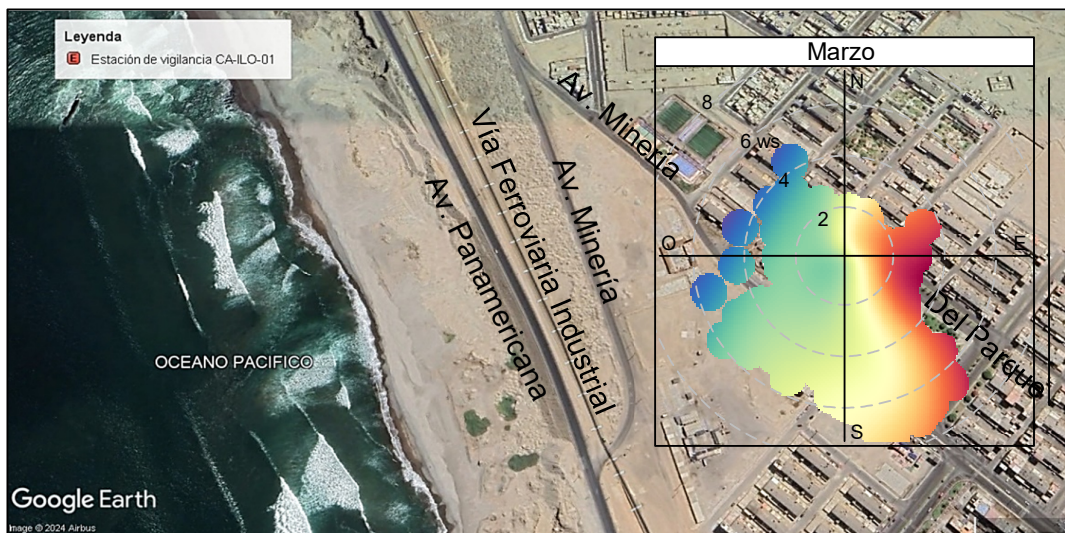 Leyenda
E Estación de vigilancia CA-ILO-01
Marzo
N
8
6 ws
4
2
O
E
S
Av. Minería
Vía Ferroviaria Industrial
Av. Minería
Av. Panamericana
Del Parque
OCEANO PACIFICO
Google Earth
Image © 2024 Airbus